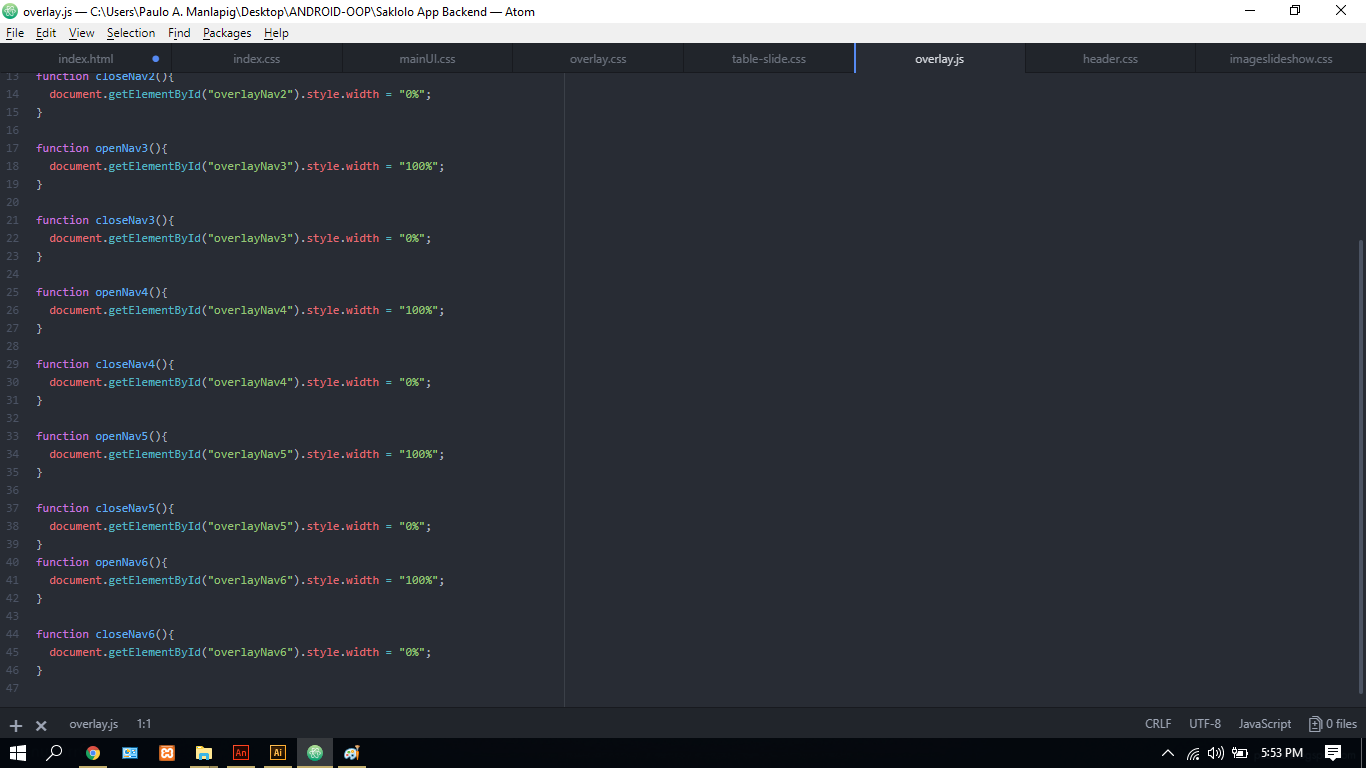 overlay.js — C:\Users\Paulo A. Manlapig\Desktop\ANDROID-OOP\Saklolo App Backend — Atom
File Edit View Selection Find Packages Help
index.html index.css mainUI.css overlay.css table-slide.css overlay.js header.css imageslideshow.css
13 function closeNav2(){
14 document.getElementById("overlayNav2").style.width = "0%";
15 }
16
17 function openNav3(){
18 document.getElementById("overlayNav3").style.width = "100%";
19 }
20
21 function closeNav3(){
22 document.getElementById("overlayNav3").style.width = "0%";
23 }
24
25 function openNav4(){
26 document.getElementById("overlayNav4").style.width = "100%";
27 }
28
29 function closeNav4(){
30 document.getElementById("overlayNav4").style.width = "0%";
31 }
32
33 function openNav5(){
34 document.getElementById("overlayNav5").style.width = "100%";
35 }
36
37 function closeNav5(){
38 document.getElementById("overlayNav5").style.width = "0%";
39 }
40 function openNav6(){
41 document.getElementById("overlayNav6").style.width = "100%";
42 }
43
44 function closeNav6(){
45 document.getElementById("overlayNav6").style.width = "0%";
46 }
47
overlay.js 1:1 CRLF UTF-8 JavaScript 0 files
An Ai 5:53 PM